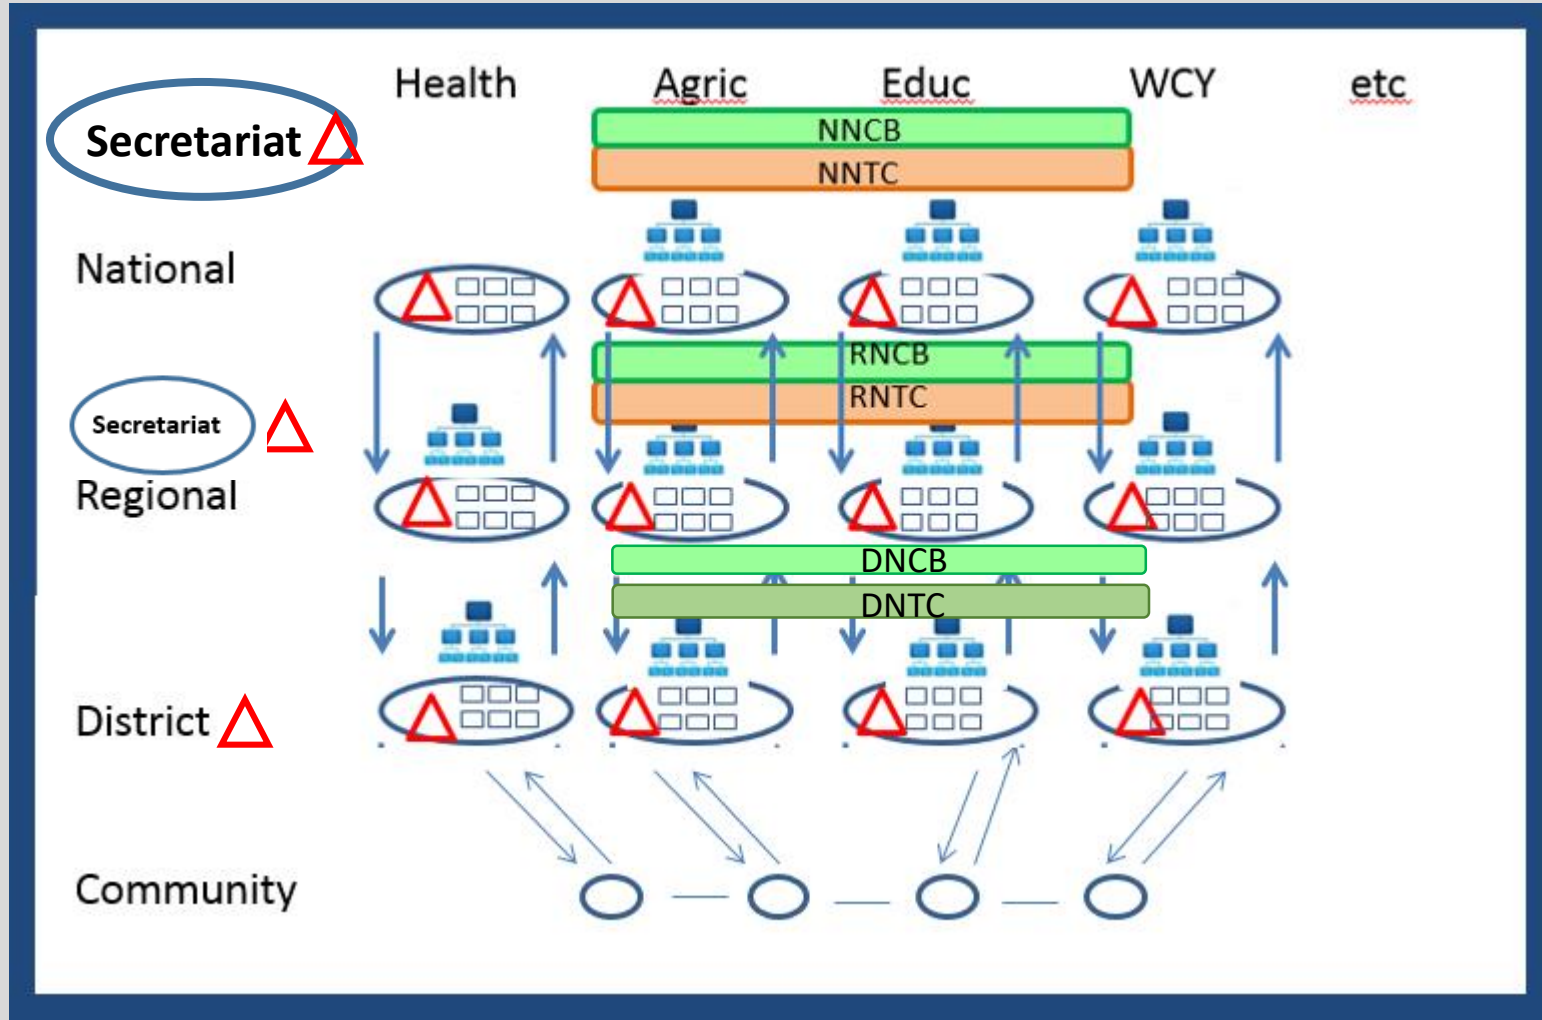 Health Agric Educ WCY etc
Secretariat
NNCB
NNTC
National
RNCB
RNTC
Secretariat
Regional
DNCB
DNTC
District
Community